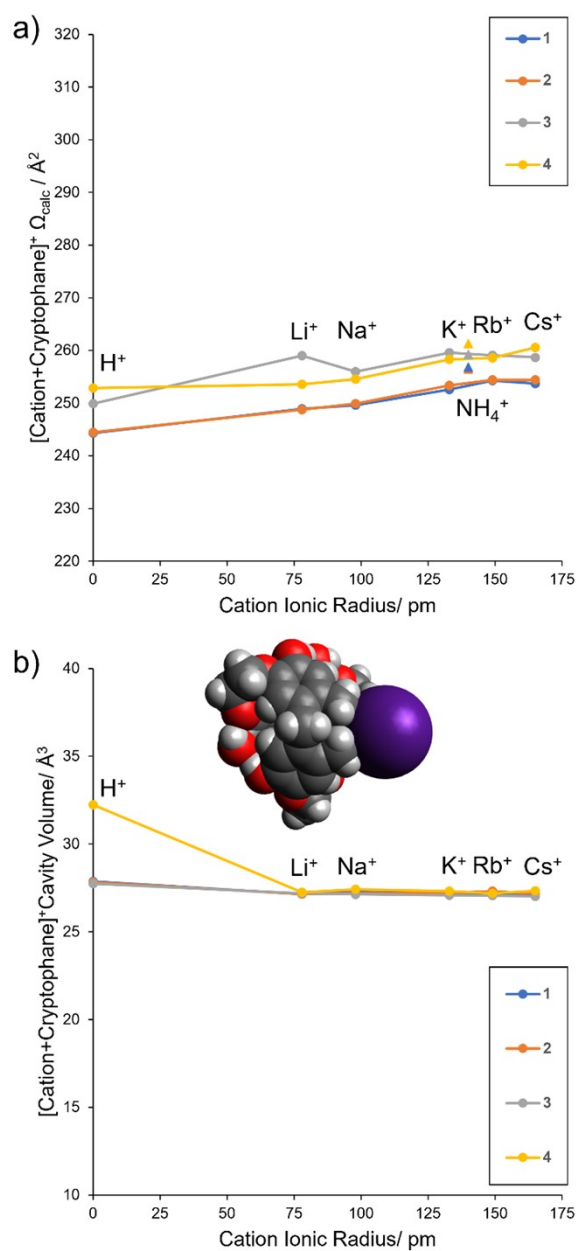 a)
320
310
300
290
280
270
260
250
240
230
220
[Cation+Cryptophane]⁺ Ω_calc / Å²
1
2
3
4
H⁺
Li⁺
Na⁺
K⁺
Rb⁺
Cs⁺
NH₄⁺
0 25 50 75 100 125 150 175
Cation Ionic Radius/ pm
b)
40
35
30
25
20
15
10
[Cation+Cryptophane]⁺Cavity Volume/ Å³
H⁺
Li⁺
Na⁺
K⁺
Rb⁺
Cs⁺
1
2
3
4
0 25 50 75 100 125 150 175
Cation Ionic Radius/ pm